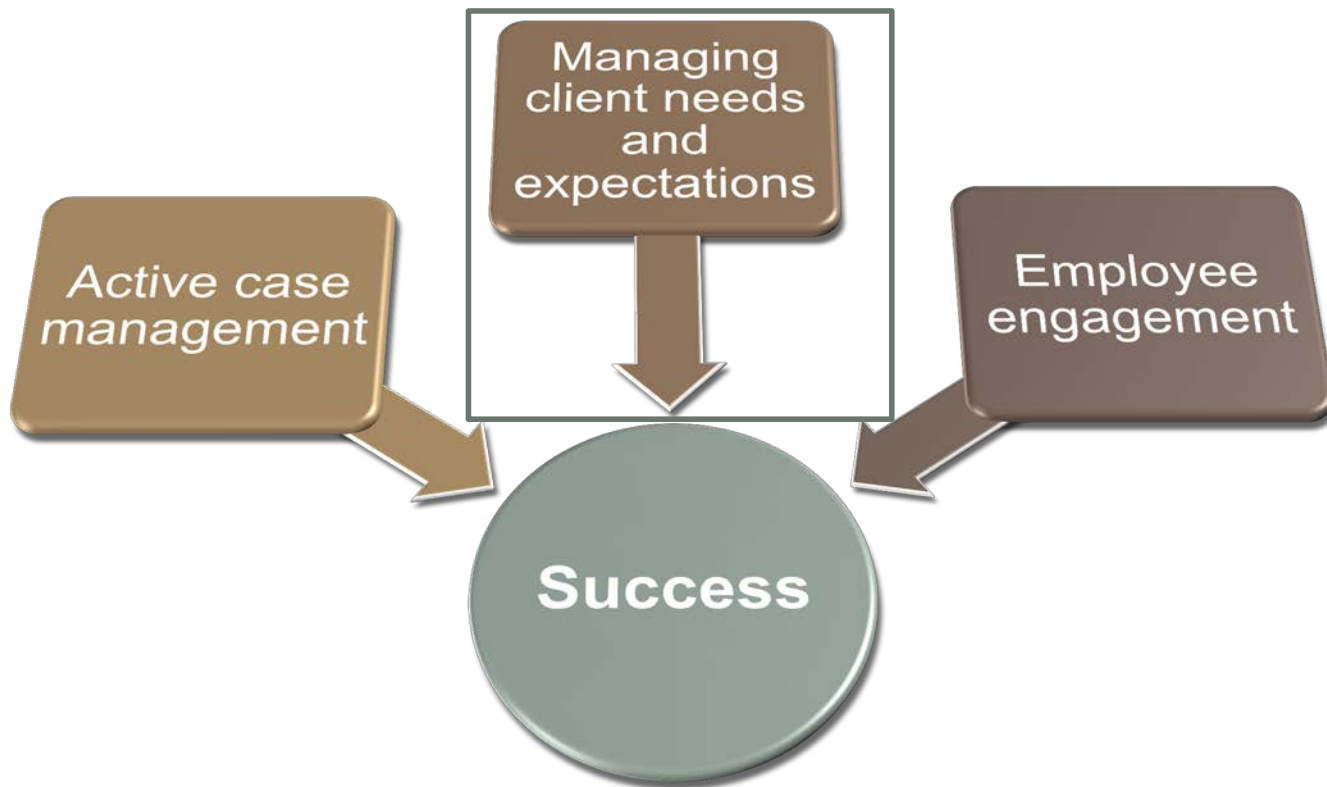 Managing
client needs
and
expectations
Active case
management
Employee
engagement
Success